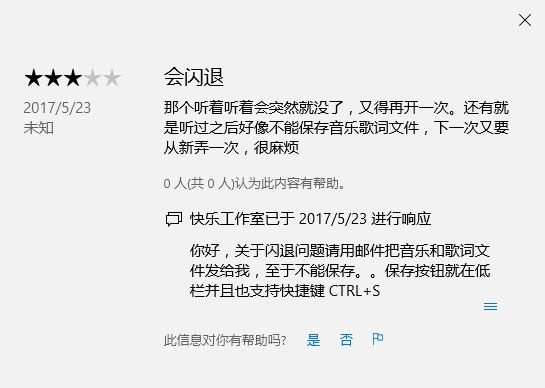 会闪退
2017/5/23
未知
那个听着听着会突然就没了，又得再开一次。还有就
是听过之后好像不能保存音乐歌词文件，下一次又要
从新弄一次，很麻烦
0 人(共 0 人)认为此内容有帮助。
快乐工作室已于 2017/5/23 进行响应
你好，关于闪退问题请用邮件把音乐和歌词文
件发给我，至于不能保存。。保存按钮就在低
栏并且也支持快捷键 CTRL+S
此信息对你有帮助吗? 是 否